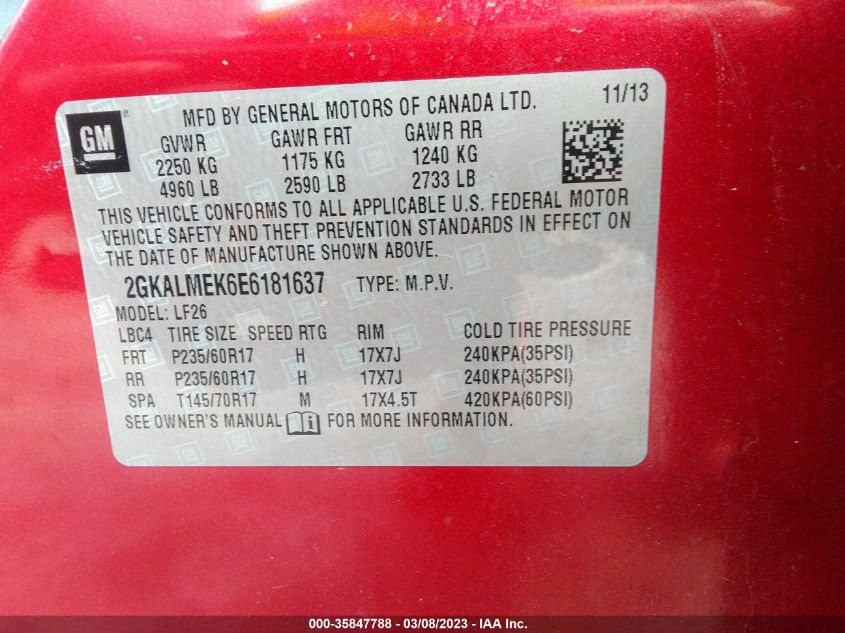 MFD BY GENERAL MOTORS OF CANADA LTD. 11/13
GM ®
GVWR GAWR FRT GAWR RR
2250 KG 1175 KG 1240 KG
4960 LB 2590 LB 2733 LB
THIS VEHICLE CONFORMS TO ALL APPLICABLE U.S. FEDERAL MOTOR
VEHICLE SAFETY AND THEFT PREVENTION STANDARDS IN EFFECT ON
THE DATE OF MANUFACTURE SHOWN ABOVE.
2GKALMEK6E6181637 TYPE: M.P.V.
MODEL: LF26
LBC4 TIRE SIZE SPEED RTG RIM COLD TIRE PRESSURE
FRT P235/60R17 H 17X7J 240KPA(35PSI)
RR P235/60R17 H 17X7J 240KPA(35PSI)
SPA T145/70R17 M 17X4.5T 420KPA(60PSI)
SEE OWNER'S MANUAL i FOR MORE INFORMATION.
000-35847788 - 03/08/2023 - IAA Inc.